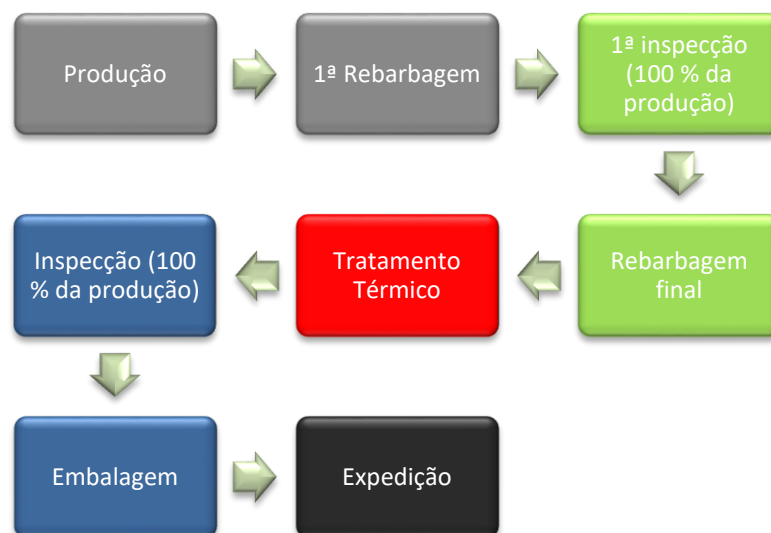 Produção
1ª Rebarbagem
1ª inspecção
(100 % da
produção)
Rebarbagem
final
Tratamento
Térmico
Inspecção (100
% da produção)
Embalagem
Expedição